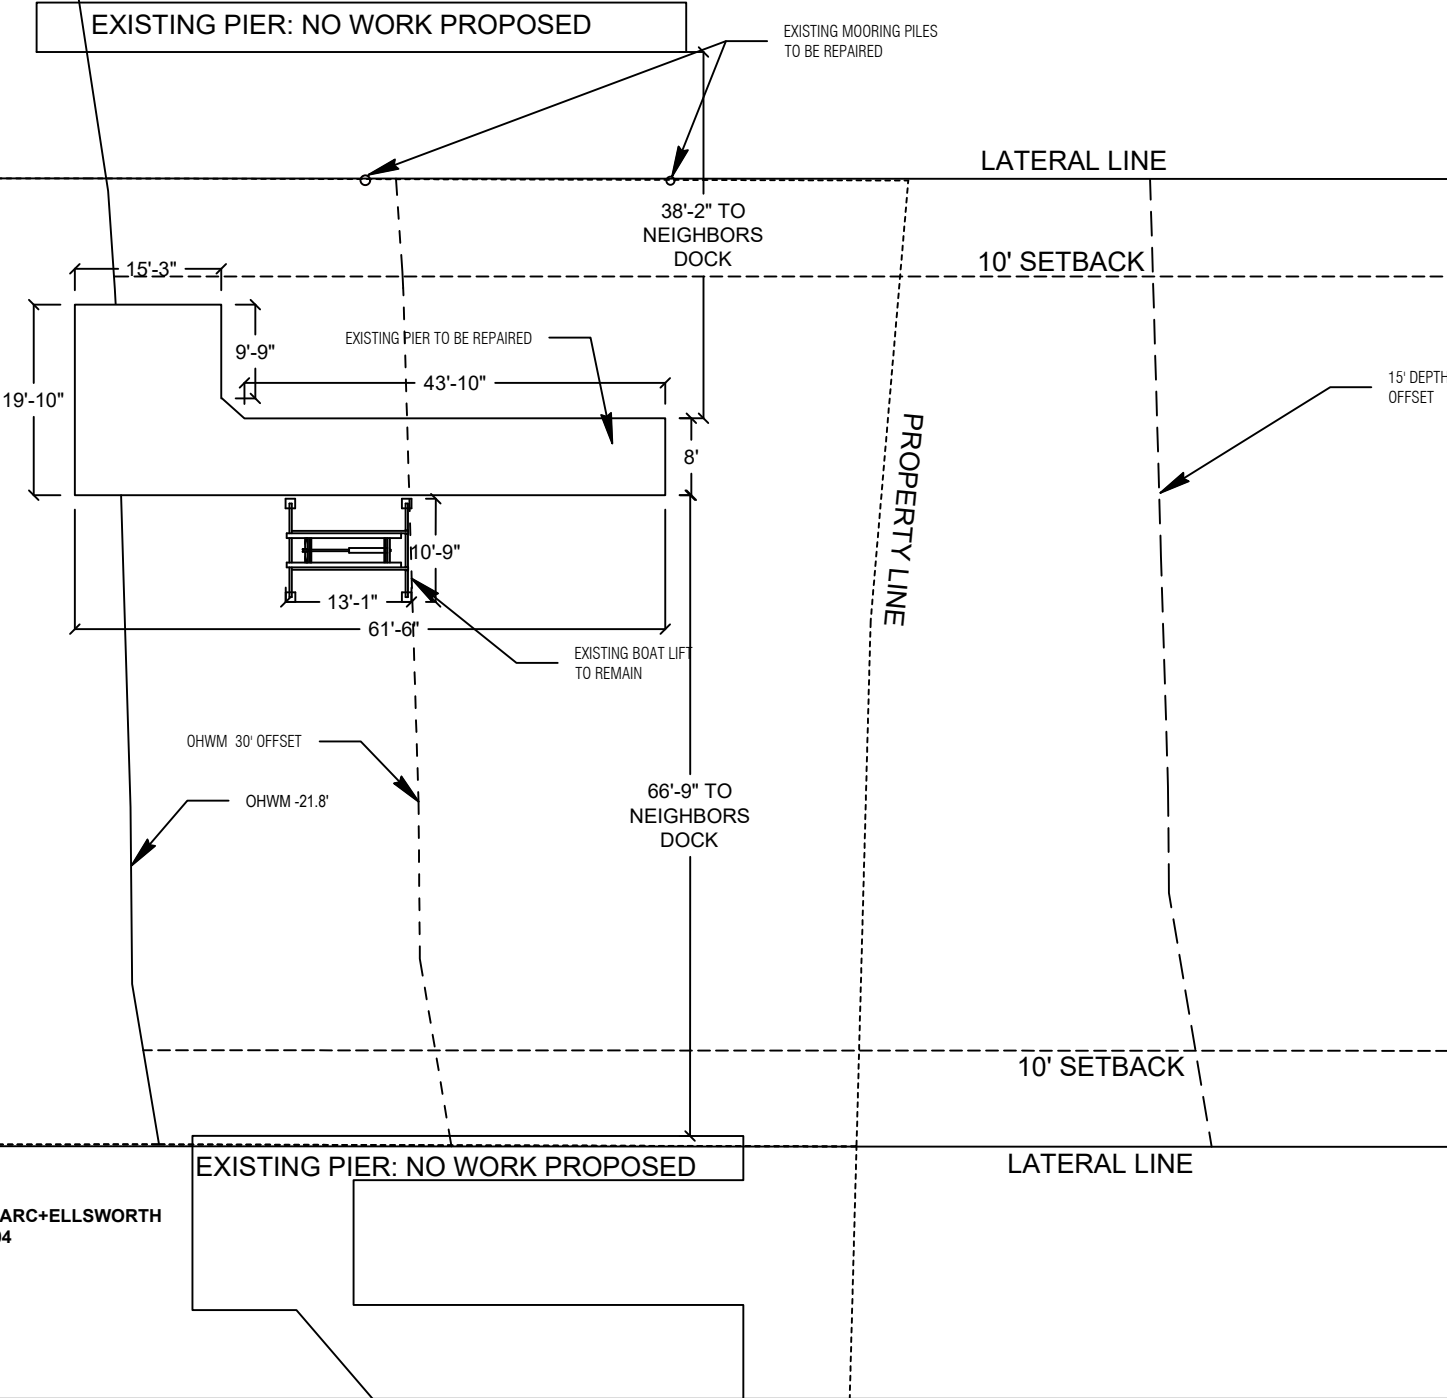 EXISTING PIER: NO WORK PROPOSED
EXISTING MOORING PILES
TO BE REPAIRED
LATERAL LINE
38'-2" TO
NEIGHBORS
DOCK
10' SETBACK
15'-3"
9'-9"
EXISTING PIER TO BE REPAIRED
43'-10"
19'-10"
15' DEPTH
OFFSET
8'
PROPERTY LINE
10'-9"
13'-1"
61'-6"
EXISTING BOAT LIFT
TO REMAIN
OHWM 30' OFFSET
OHWM -21.8'
66'-9" TO
NEIGHBORS
DOCK
10' SETBACK
EXISTING PIER: NO WORK PROPOSED
LATERAL LINE
ARC+ELLSWORTH
04